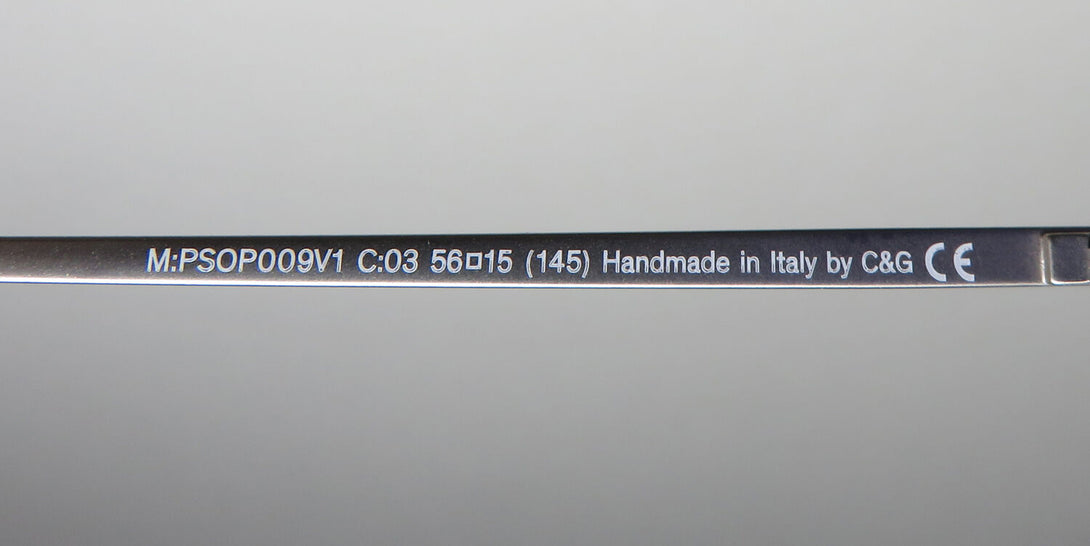 M:PSOP009V1 C:03 56□15 (145) Handmade in Italy by C&G CE